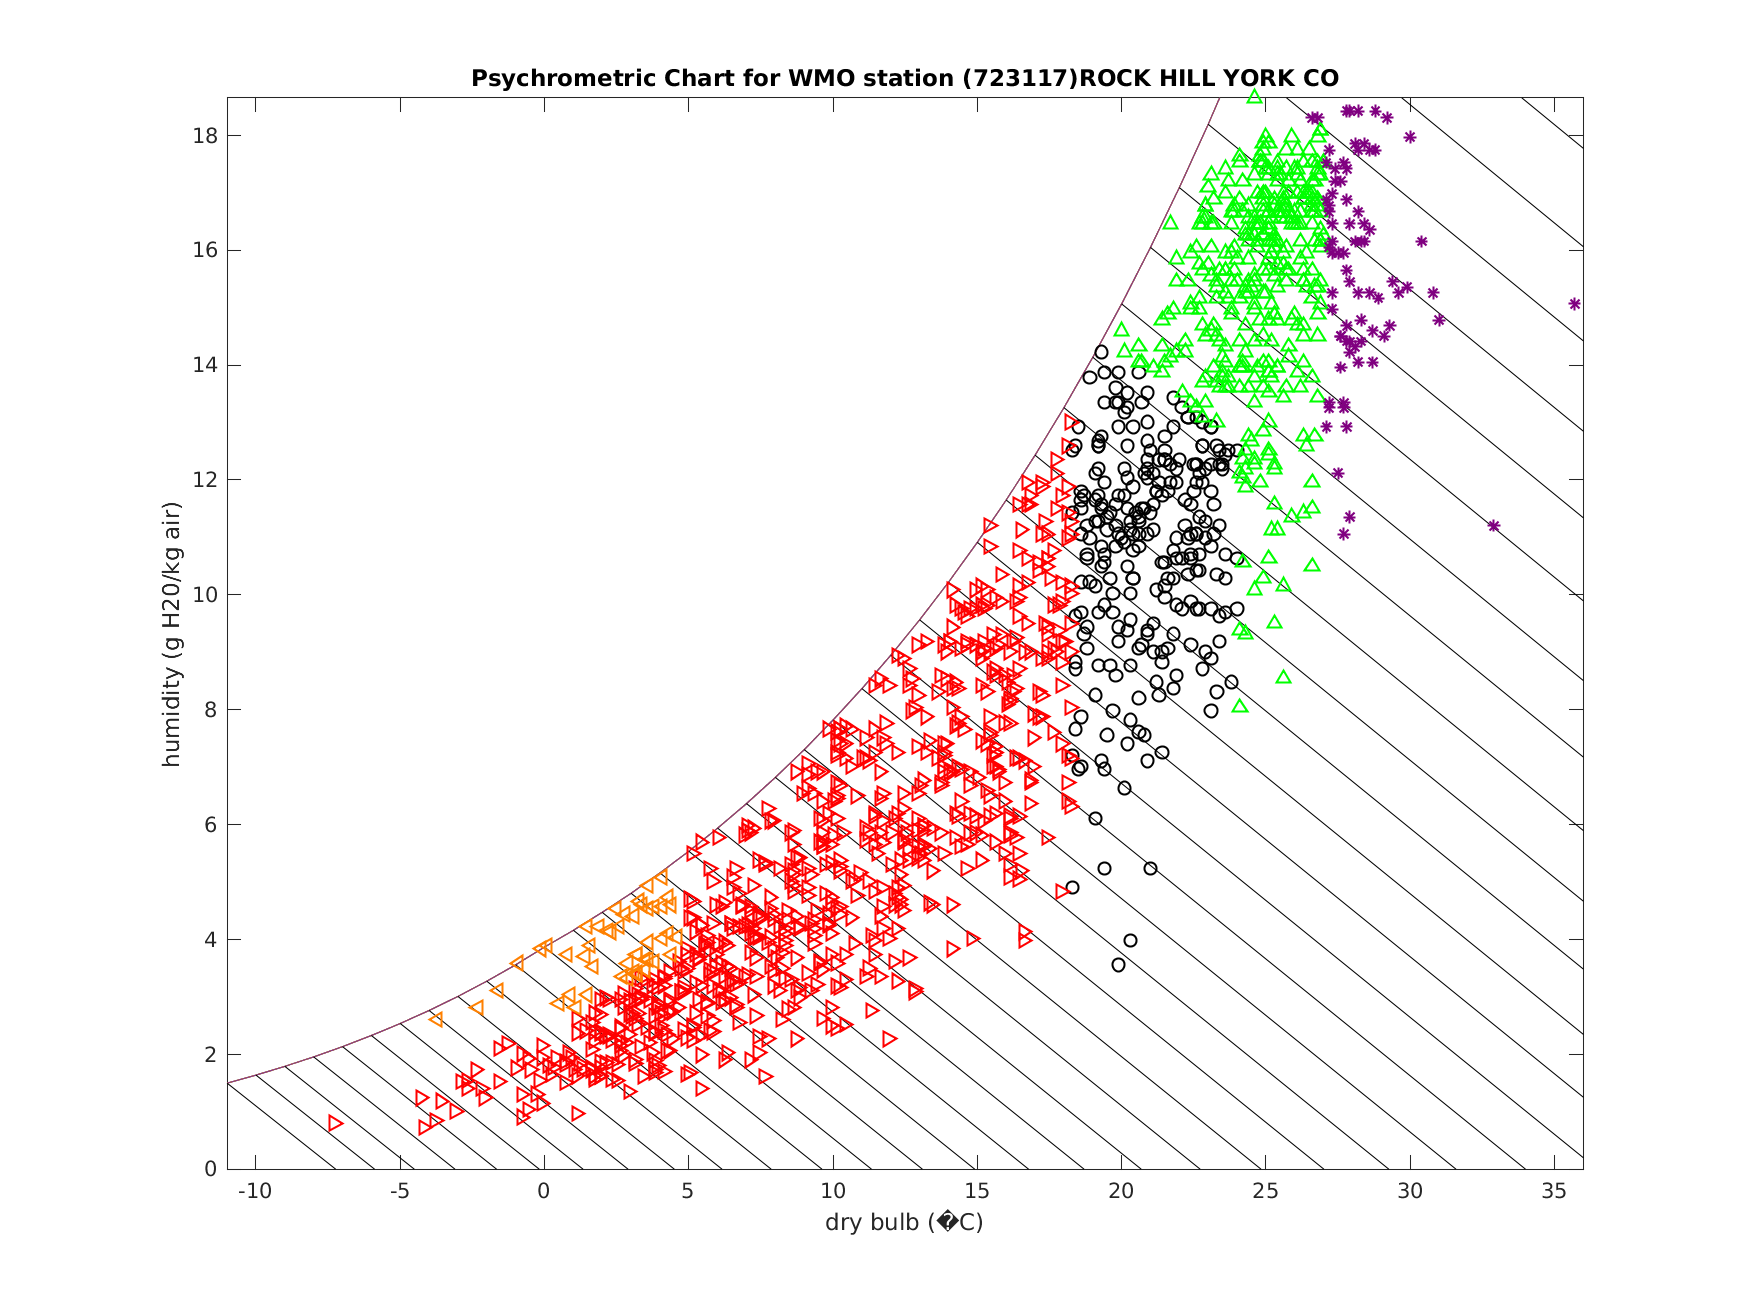 Psychrometric Chart for WMO station (723117)ROCK HILL YORK CO
18
16
14
12
10
8
6
4
2
0
humidity (g H20/kg air)
-10 -5 0 5 10 15 20 25 30 35
dry bulb (�C)